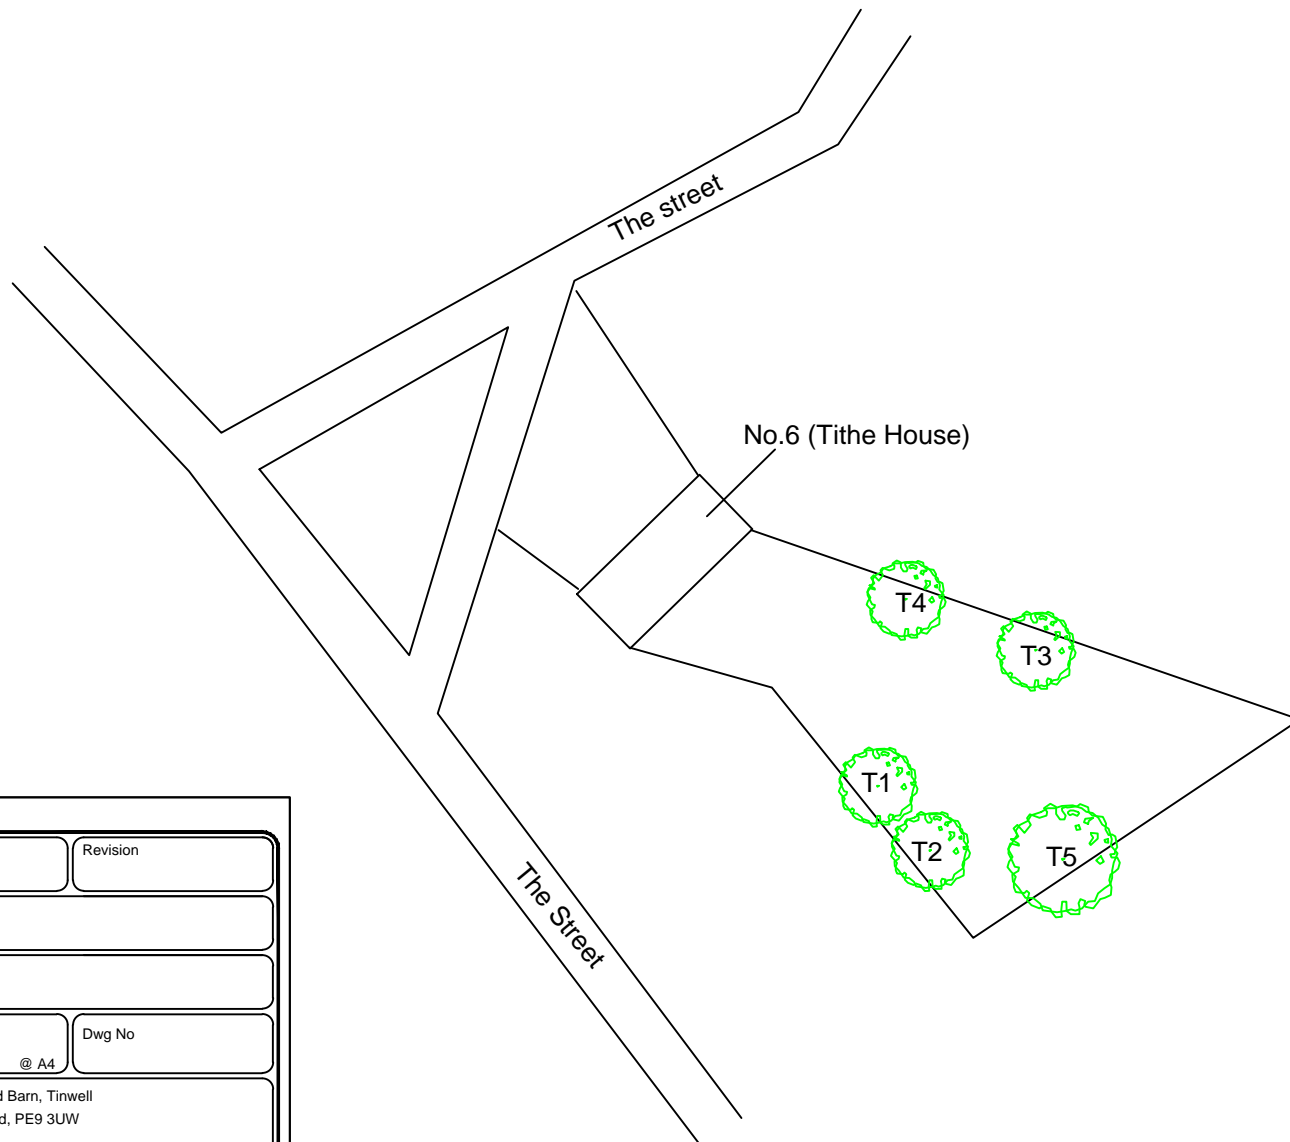 The street
No.6 (Tithe House)
T4
T3
T1
T2
T5
The Street
Revision
Dwg No
@ A4
Barn, Tinwell
PE9 3UW